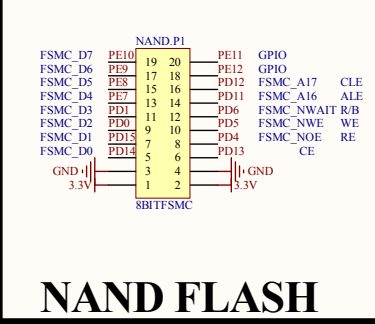 NAND.P1
FSMC_D7 PE10 19 20 PE11 GPIO
FSMC_D6 PE9 17 18 PE12 GPIO
FSMC_D5 PE8 15 16 PD12 FSMC_A17 CLE
FSMC_D4 PE7 13 14 PD11 FSMC_A16 ALE
FSMC_D3 PD1 11 12 PD6 FSMC_NWAIT R/B
FSMC_D2 PD0 9 10 PD5 FSMC_NWE WE
FSMC_D1 PD15 7 8 PD4 FSMC_NOE RE
FSMC_D0 PD14 5 6 PD13 CE
GND 3 4 GND
3.3V 1 2 3.3V
8BITFSMC
NAND FLASH